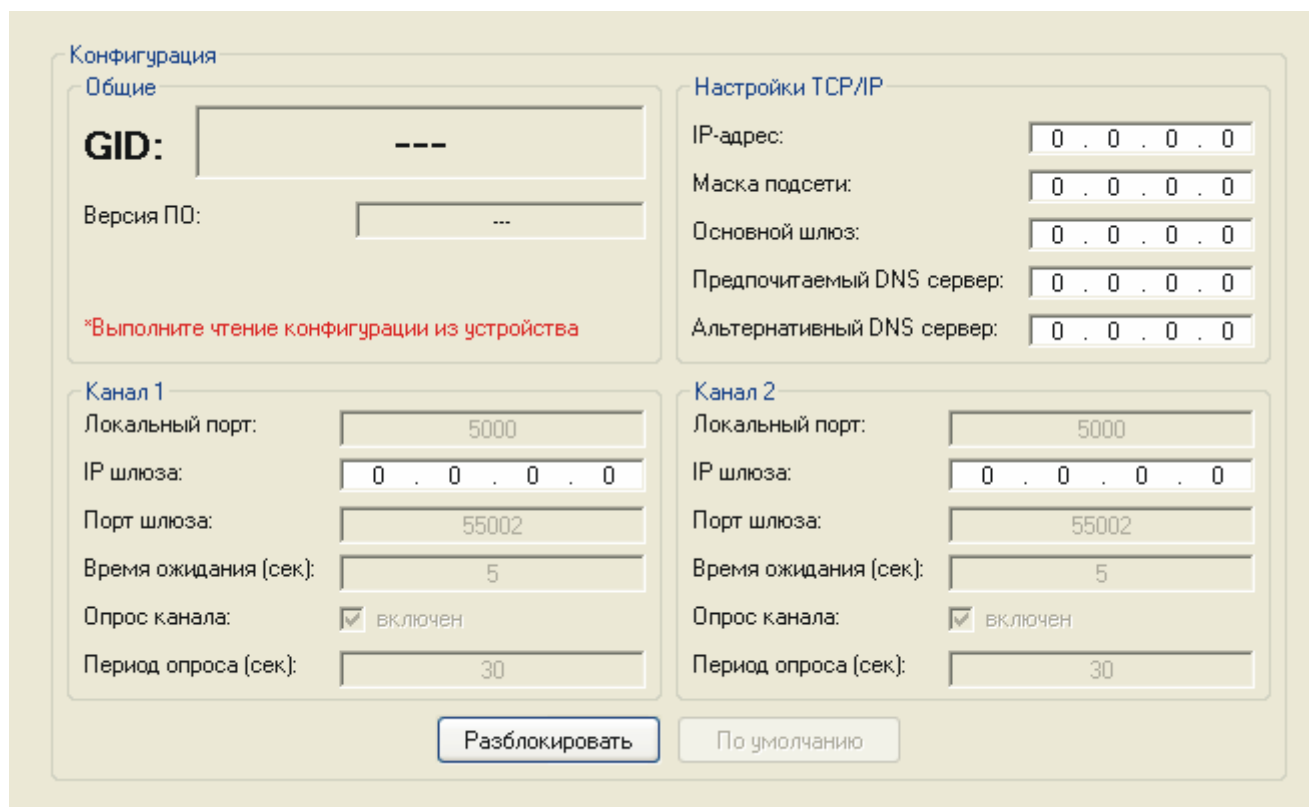 Конфигурация
Общие
GID: ---
Версия ПО: ---
*Выполните чтение конфигурации из устройства
Настройки TCP/IP
IP-адрес: 0 . 0 . 0 . 0
Маска подсети: 0 . 0 . 0 . 0
Основной шлюз: 0 . 0 . 0 . 0
Предпочитаемый DNS сервер: 0 . 0 . 0 . 0
Альтернативный DNS сервер: 0 . 0 . 0 . 0
Канал 1
Локальный порт: 5000
IP шлюза: 0 . 0 . 0 . 0
Порт шлюза: 55002
Время ожидания (сек): 5
Опрос канала: включен
Период опроса (сек): 30
Канал 2
Локальный порт: 5000
IP шлюза: 0 . 0 . 0 . 0
Порт шлюза: 55002
Время ожидания (сек): 5
Опрос канала: включен
Период опроса (сек): 30
Разблокировать По умолчанию